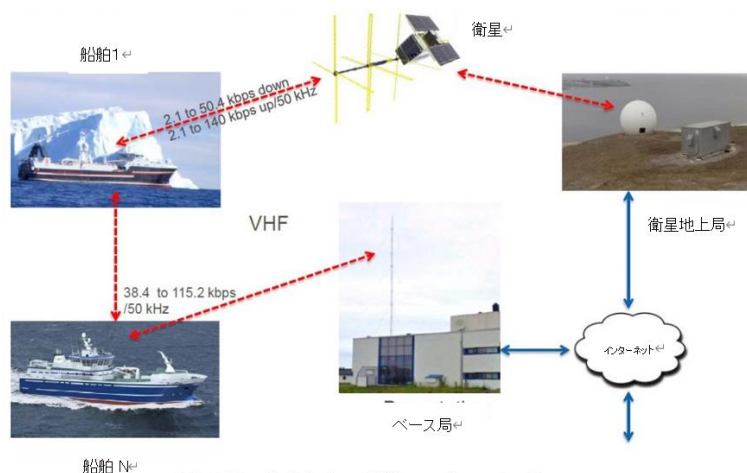 船舶1↵
衛星↵
2.1 to 50.4 kbps down
2.1 to 140 kbps up/50 kHz
VHF
衛星地上局↵
38.4 to 115.2 kbps
/50 kHz
インターネット↵
ベース局↵
船舶 N↵